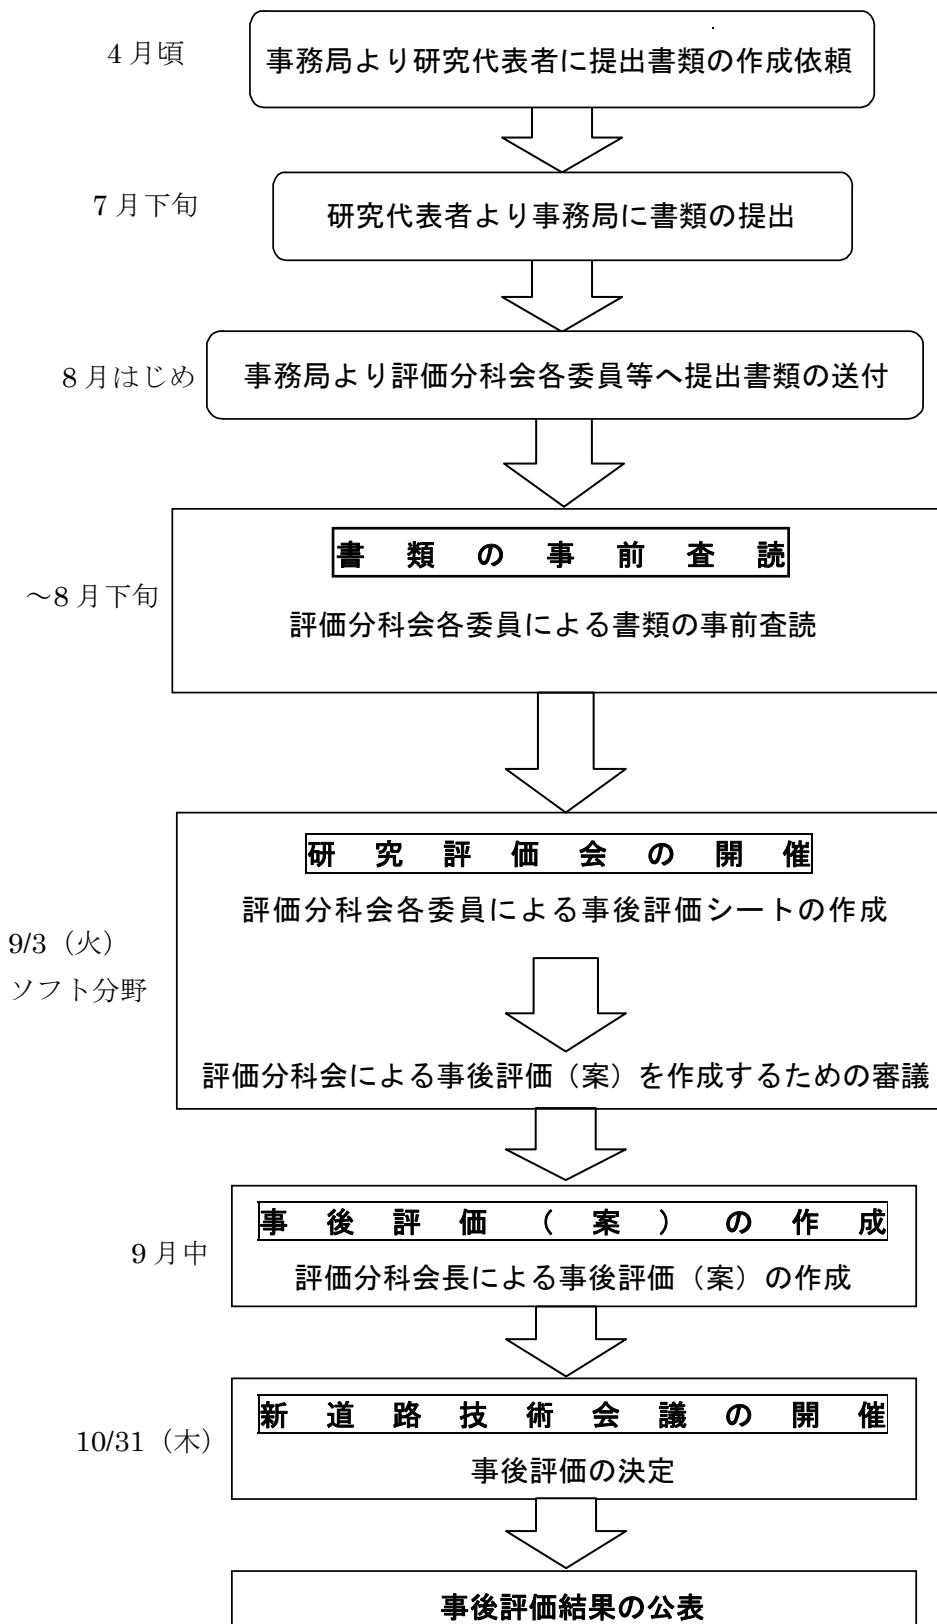 4月頃
事務局より研究代表者に提出書類の作成依頼
7月下旬
研究代表者より事務局に書類の提出
8月はじめ
事務局より評価分科会各委員等へ提出書類の送付
書類の事前査読
～8月下旬
評価分科会各委員による書類の事前査読
研究評価会の開催
評価分科会各委員による事後評価シートの作成
9/3（火）
ソフト分野
評価分科会による事後評価（案）を作成するための審議
事後評価（案）の作成
9月中
評価分科会長による事後評価（案）の作成
新道路技術会議の開催
10/31（木）
事後評価の決定
事後評価結果の公表